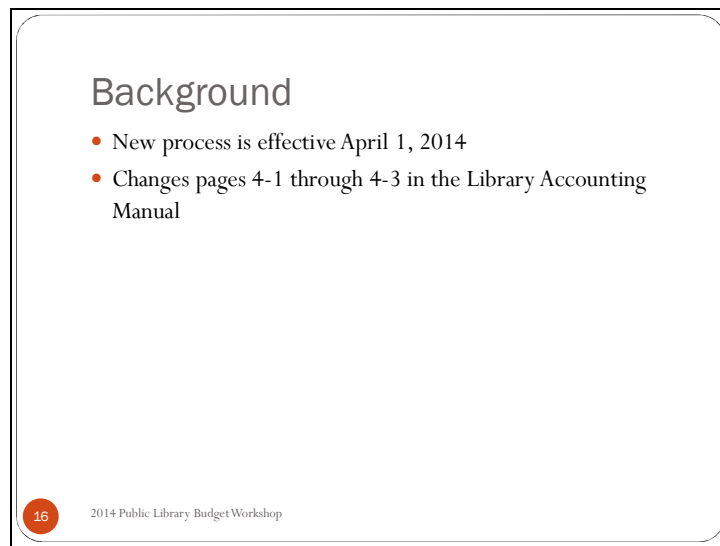 Background
• New process is effective April 1, 2014
• Changes pages 4-1 through 4-3 in the Library Accounting
Manual
16
2014 Public Library Budget Workshop